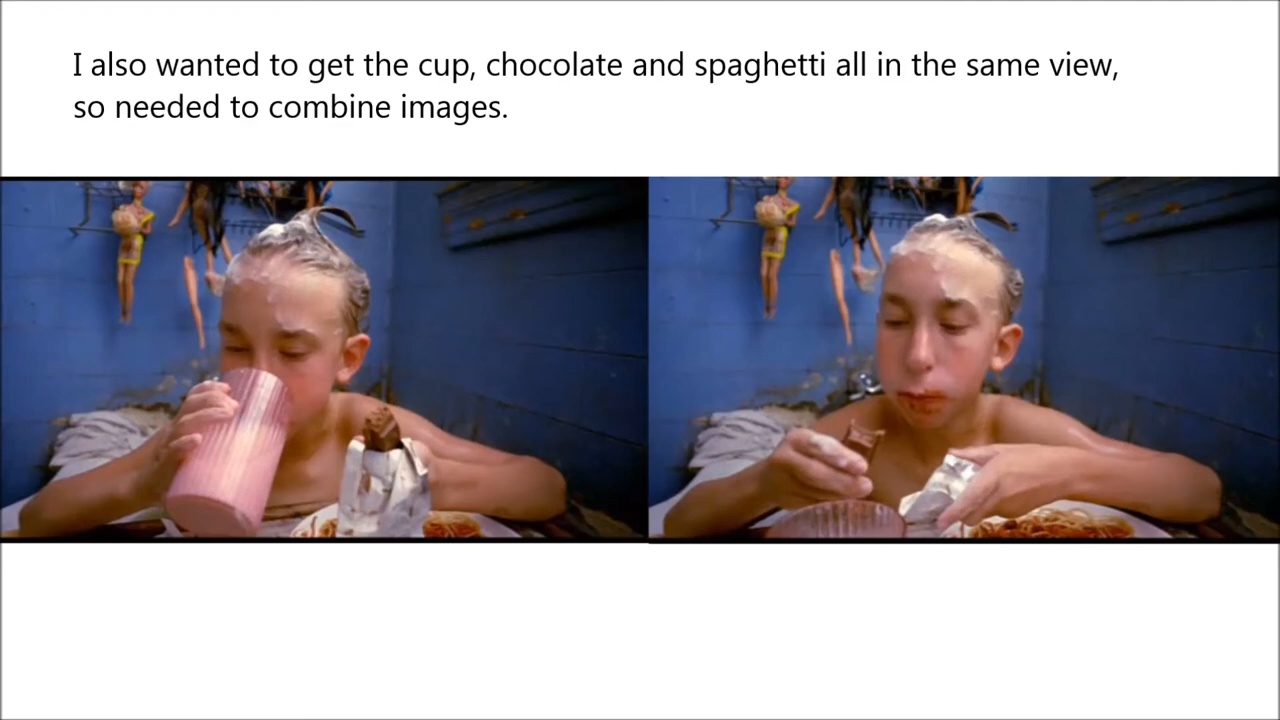 I also wanted to get the cup, chocolate and spaghetti all in the same view,
so needed to combine images.